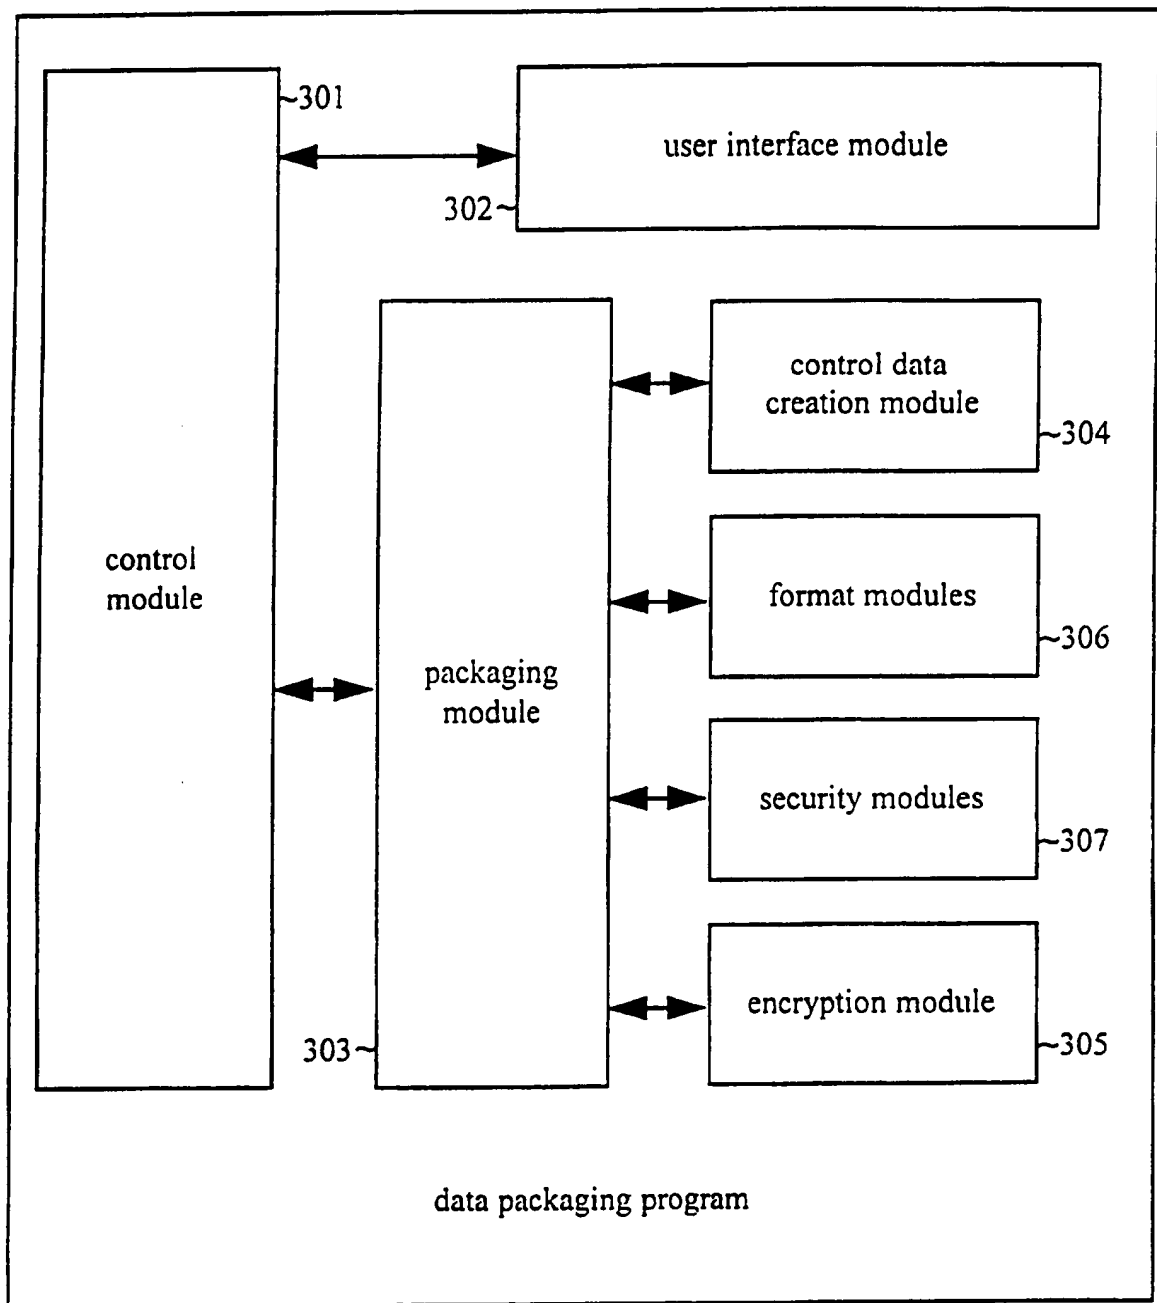 301
user interface module
302
control data
creation module
304
control
module
format modules
306
packaging
module
security modules
307
encryption module
303
305
data packaging program